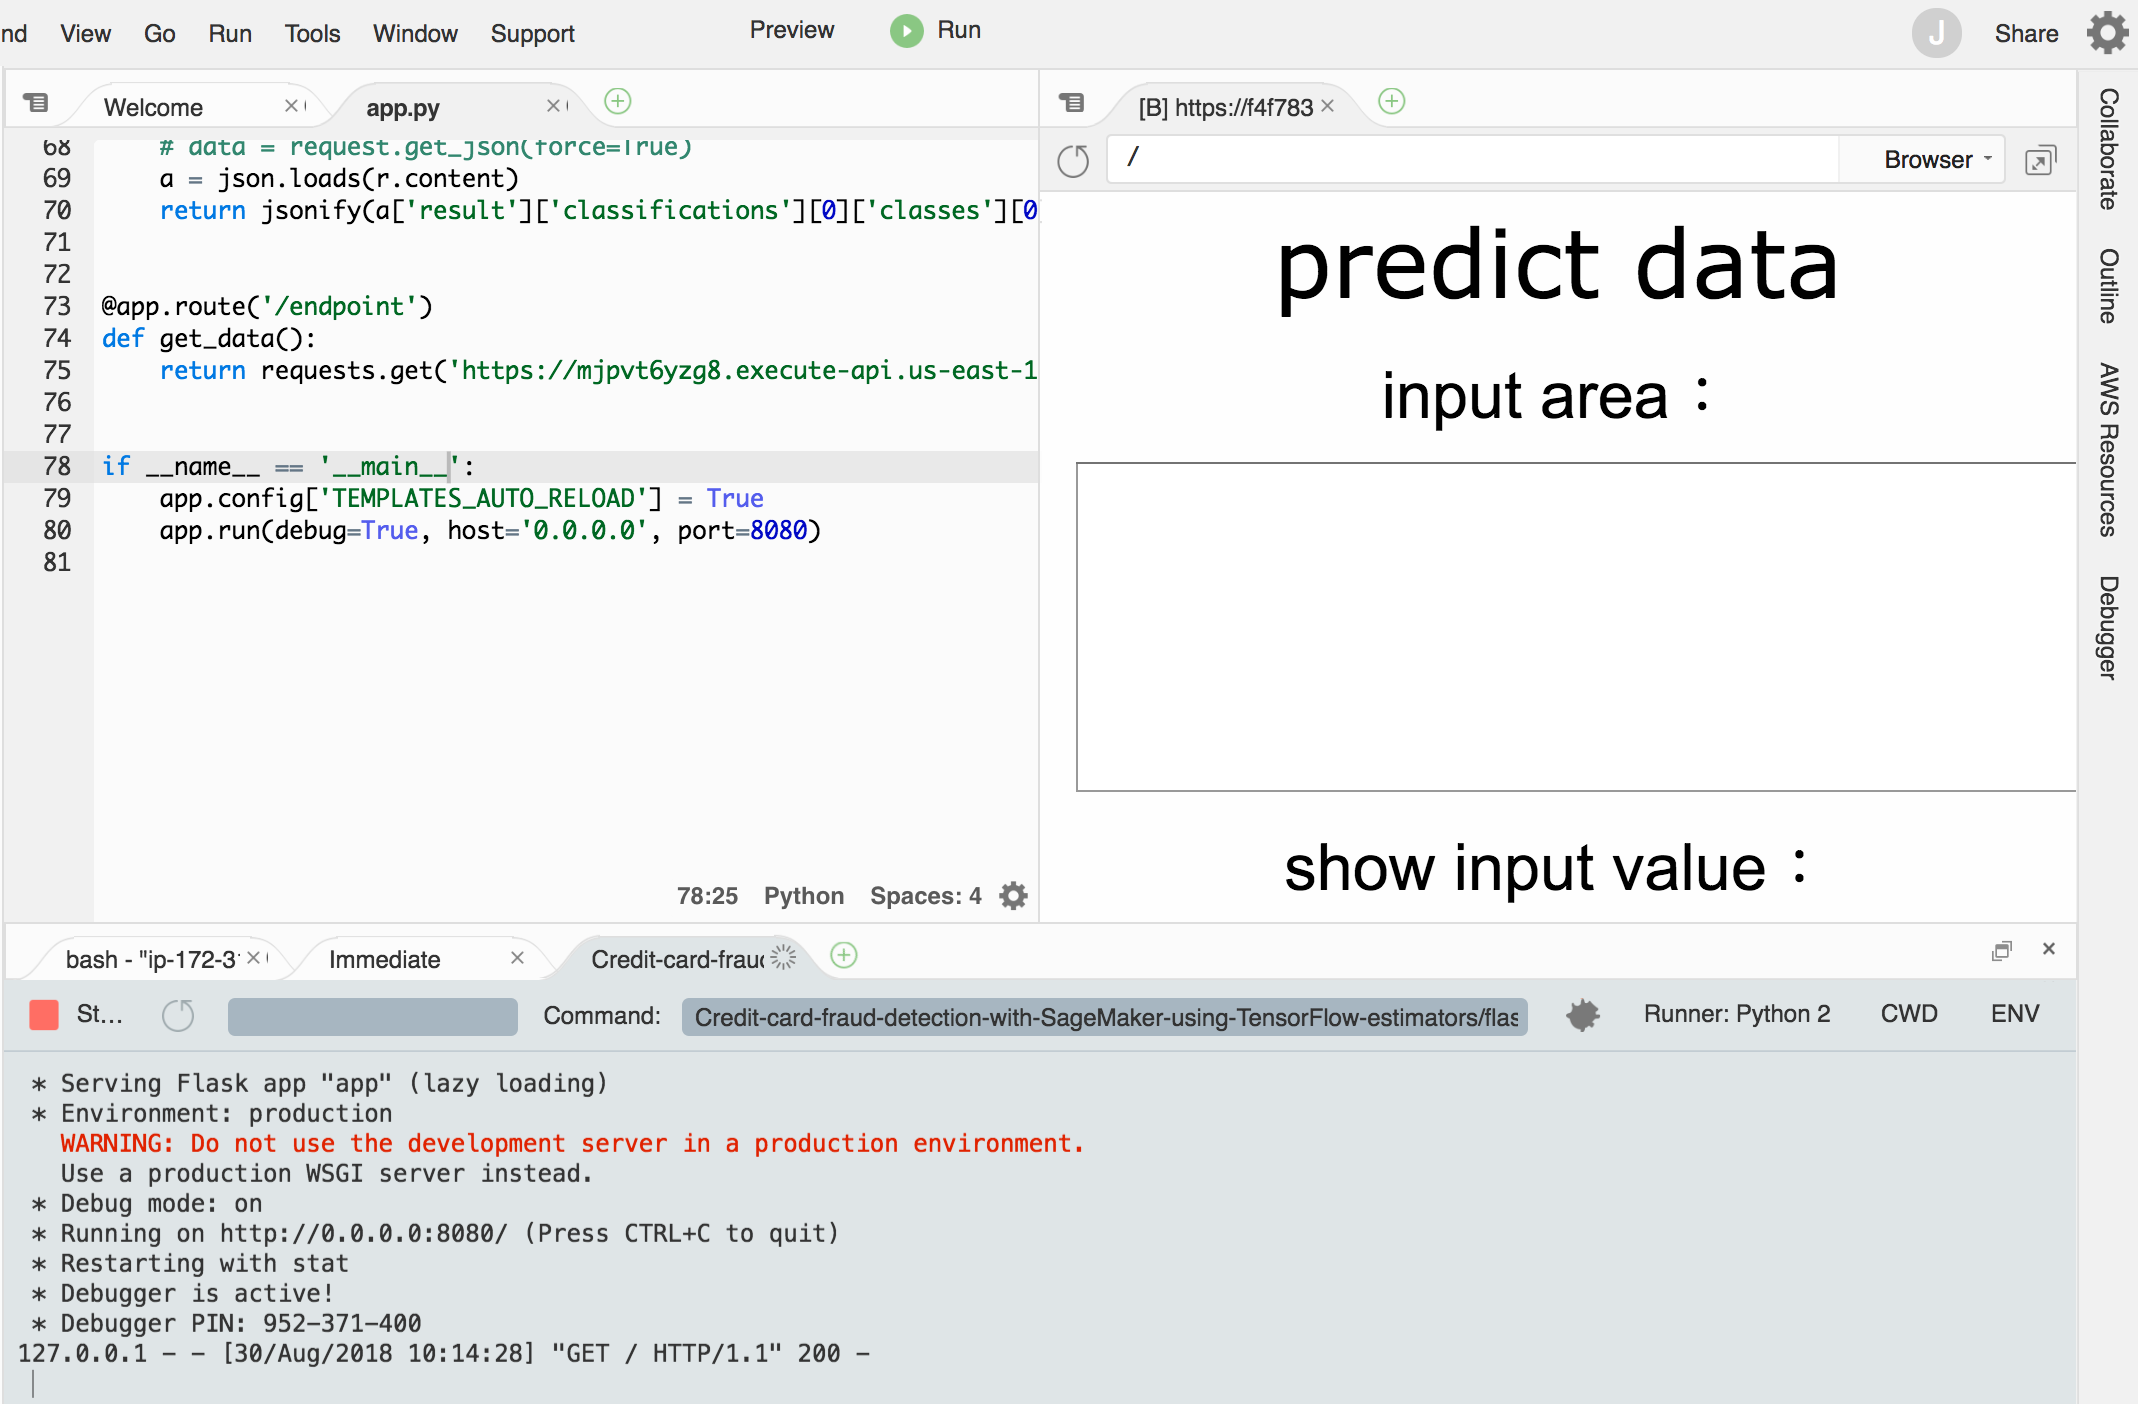 nd View Go Run Tools Window Support Preview Run J Share
Welcome app.py
[B] https://f4f783
/ Browser
68 # data = request.get_json(force=True)
69 a = json.loads(r.content)
70 return jsonify(a['result']['classifications'][0]['classes'][0
71
72
73 @app.route('/endpoint')
74 def get_data():
75 return requests.get('https://mjpvt6yzg8.execute-api.us-east-1
76
77
78 if __name__ == '__main__':
79 app.config['TEMPLATES_AUTO_RELOAD'] = True
80 app.run(debug=True, host='0.0.0.0', port=8080)
81
78:25 Python Spaces: 4
predict data
input area：
show input value：
Collaborate
Outline
AWS Resources
Debugger
bash - "ip-172-3 Immediate Credit-card-frau
St... Command: Credit-card-fraud-detection-with-SageMaker-using-TensorFlow-estimators/flas Runner: Python 2 CWD ENV
* Serving Flask app "app" (lazy loading)
* Environment: production
WARNING: Do not use the development server in a production environment.
Use a production WSGI server instead.
* Debug mode: on
* Running on http://0.0.0.0:8080/ (Press CTRL+C to quit)
* Restarting with stat
* Debugger is active!
* Debugger PIN: 952-371-400
127.0.0.1 - - [30/Aug/2018 10:14:28] "GET / HTTP/1.1" 200 -